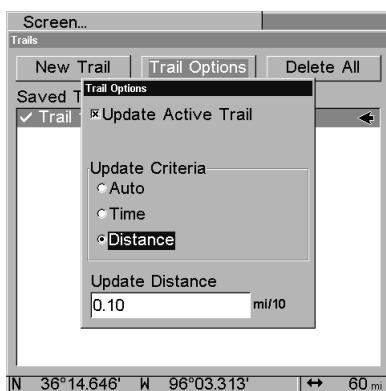 Screen...
Trails
New Trail Trail Options Delete All
Saved T
Trail Options
Trail
Update Active Trail
Update Criteria
Auto
Time
Distance
Update Distance
0.10 mi/10
N 36°14.646' W 96°03.313' ↔ 60 mi